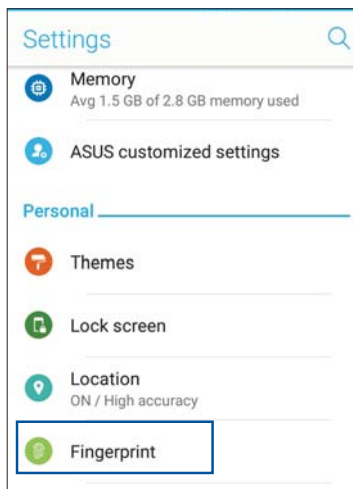 Settings
Memory
Avg 1.5 GB of 2.8 GB memory used
ASUS customized settings
Personal
Themes
Lock screen
Location
ON / High accuracy
Fingerprint